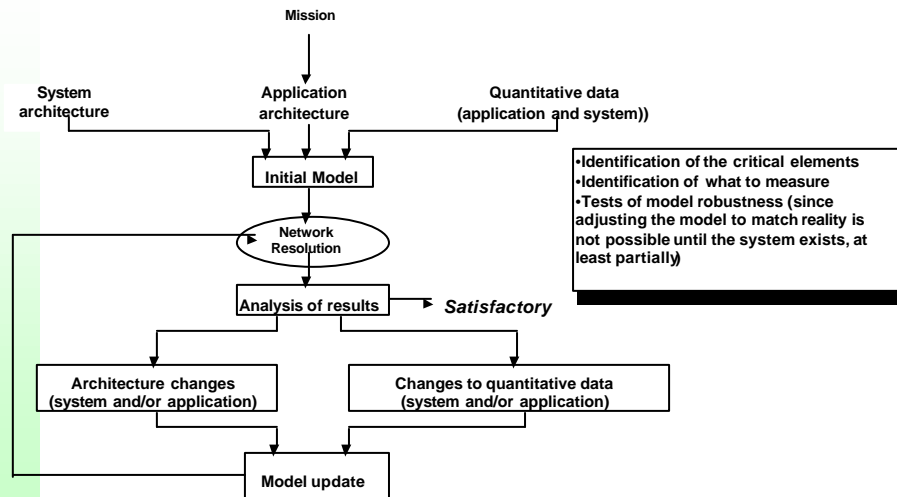 Mission
System
architecture
Application
architecture
Quantitative data
(application and system))
Initial Model
•Identification of the critical elements
•Identification of what to measure
•Tests of model robustness (since
adjusting the model to match reality is
not possible until the system exists, at
least partially)
Network
Resolution
Analysis of results
Satisfactory
Architecture changes
(system and/or application)
Changes to quantitative data
(system and/or application)
Model update